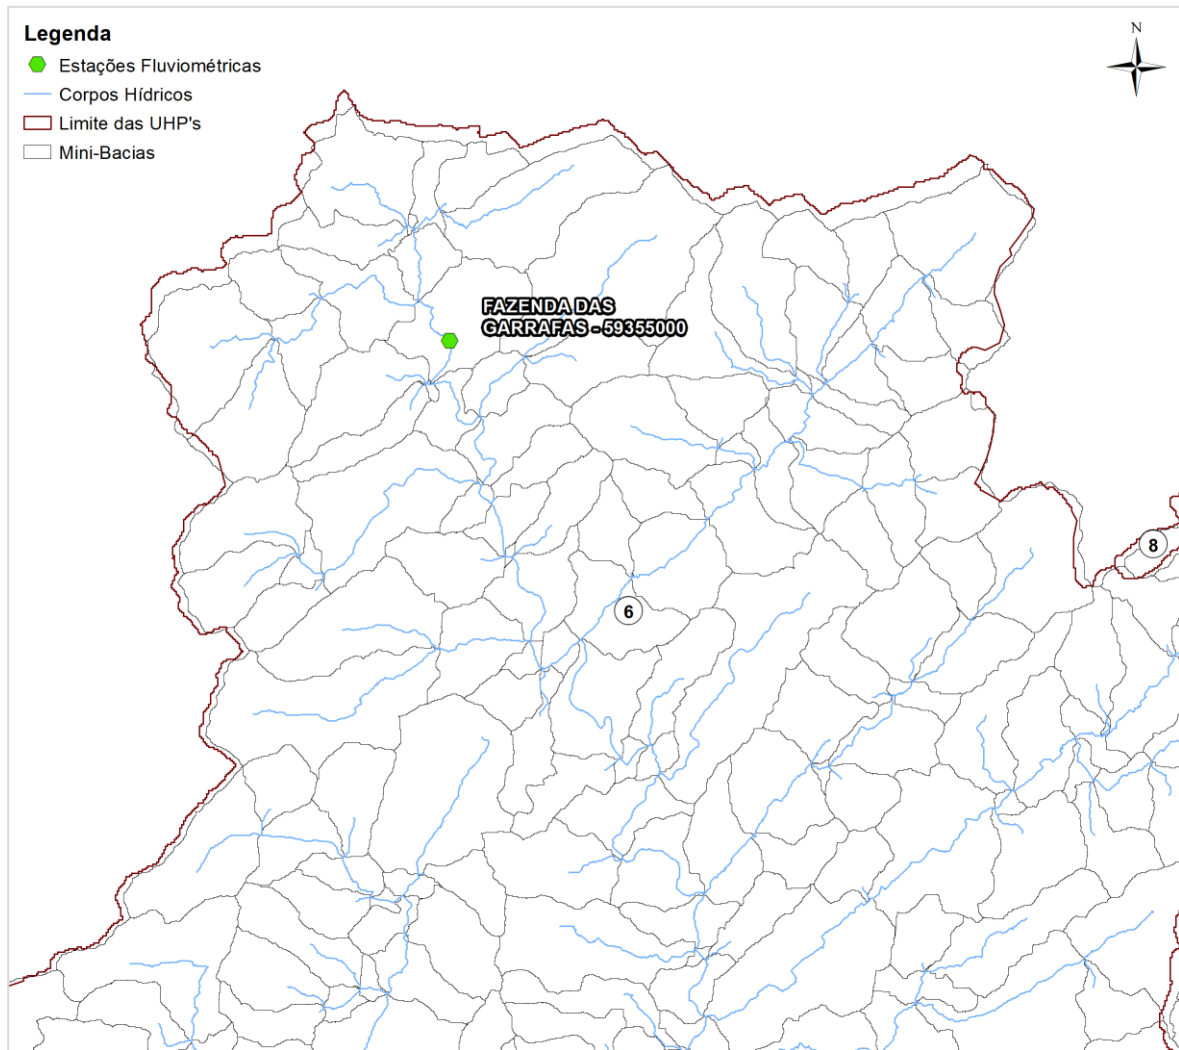 Legenda
Estações Fluviométricas
Corpos Hídricos
Limite das UHP's
Mini-Bacias
N
FAZENDA DAS
GARRAFAS - 59355000
8
6